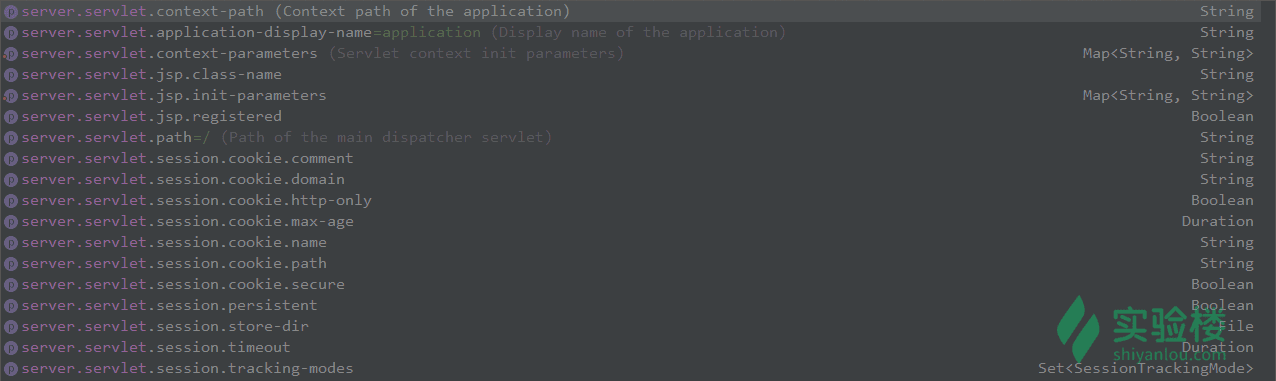 server.servlet.context-path (Context path of the application) String
server.servlet.application-display-name=application (Display name of the application) String
server.servlet.context-parameters (Servlet context init parameters) Map<String, String>
server.servlet.jsp.class-name String
server.servlet.jsp.init-parameters Map<String, String>
server.servlet.jsp.registered Boolean
server.servlet.path=/ (Path of the main dispatcher servlet) String
server.servlet.session.cookie.comment String
server.servlet.session.cookie.domain String
server.servlet.session.cookie.http-only Boolean
server.servlet.session.cookie.max-age Duration
server.servlet.session.cookie.name String
server.servlet.session.cookie.path String
server.servlet.session.cookie.secure Boolean
server.servlet.session.persistent Boolean
server.servlet.session.store-dir File
server.servlet.session.timeout Duration
server.servlet.session.tracking-modes Set<SessionTrackingMode>
实验楼
shiyanlou.com